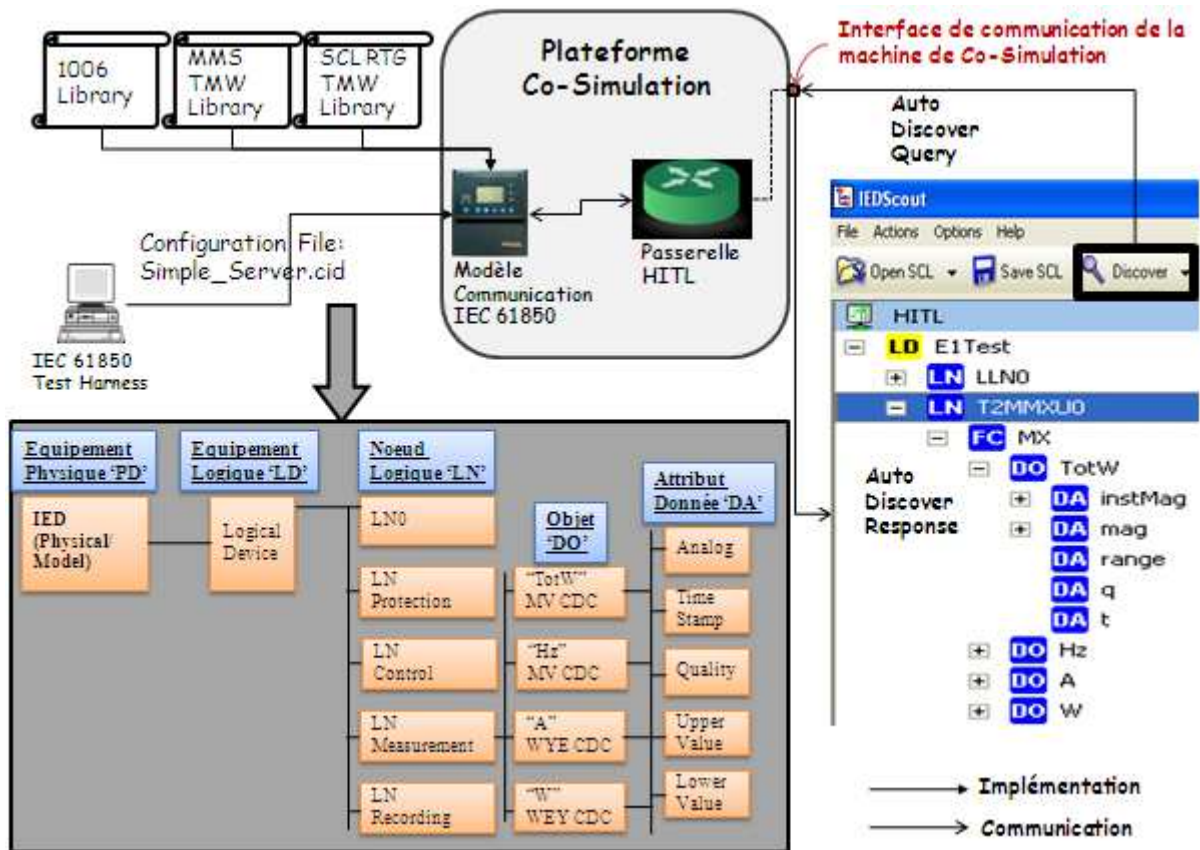 1006
Library
MMS
TMW
Library
SCL RTG
TMW
Library
Plateforme
Co-Simulation
Interface de communication de la
machine de Co-Simulation
Auto
Discover
Query
Configuration File:
Simple_Server.cid
IEC 61850
Test Harness
Modèle
Communication
IEC 61850
Passerelle
HITL
IEDScout
File Actions Options Help
Open SCL Save SCL Discover
HITL
LD E1Test
LN LLN0
LN T2MMXU0
FC MX
DO TotW
DA instMag
DA mag
DA range
DA q
DA t
DO Hz
DO A
DO W
Auto
Discover
Response
Equipement
Physique 'PD'
IED
(Physical/
Model)
Equipement
Logique 'LD'
Logical
Device
Noeud
Logique 'LN'
LN0
LN
Protection
LN
Control
LN
Measurement
LN
Recording
Objet
'DO'
"TotW"
MV CDC
"Hz"
MV CDC
"A"
WYE CDC
"W"
WEY CDC
Attribut
Donnée 'DA'
Analog
Time
Stamp
Quality
Upper
Value
Lower
Value
Implémentation
Communication